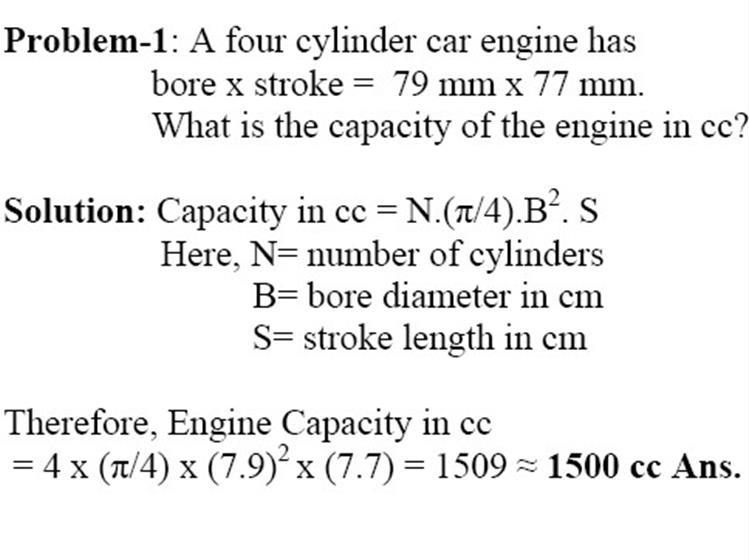 Problem-1: A four cylinder car engine has
bore x stroke = 79 mm x 77 mm.
What is the capacity of the engine in cc?
Solution: Capacity in cc = N.(π/4).B². S
Here, N= number of cylinders
B= bore diameter in cm
S= stroke length in cm
Therefore, Engine Capacity in cc
= 4 x (π/4) x (7.9)² x (7.7) = 1509 ≈ 1500 cc Ans.